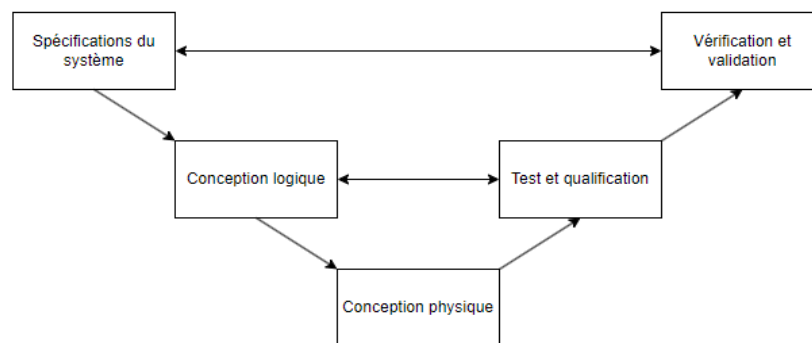 Spécifications du
système
Vérification et
validation
Conception logique
Test et qualification
Conception physique